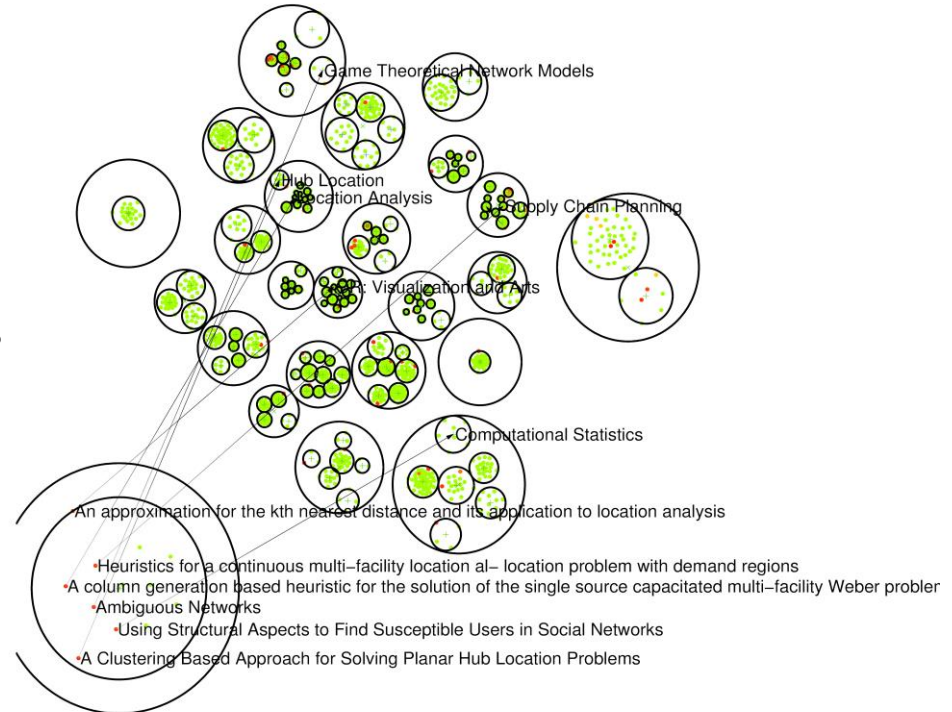 Game Theoretical Network Models
Hub Location
Location Analysis
Supply Chain Planning
Visualization and Arts
Computational Statistics
An approximation for the kth nearest distance and its application to location analysis
Heuristics for a continuous multi–facility location al– location problem with demand regions
A column generation based heuristic for the solution of the single source capacitated multi–facility Weber problem
Ambiguous Networks
Using Structural Aspects to Find Susceptible Users in Social Networks
A Clustering Based Approach for Solving Planar Hub Location Problems